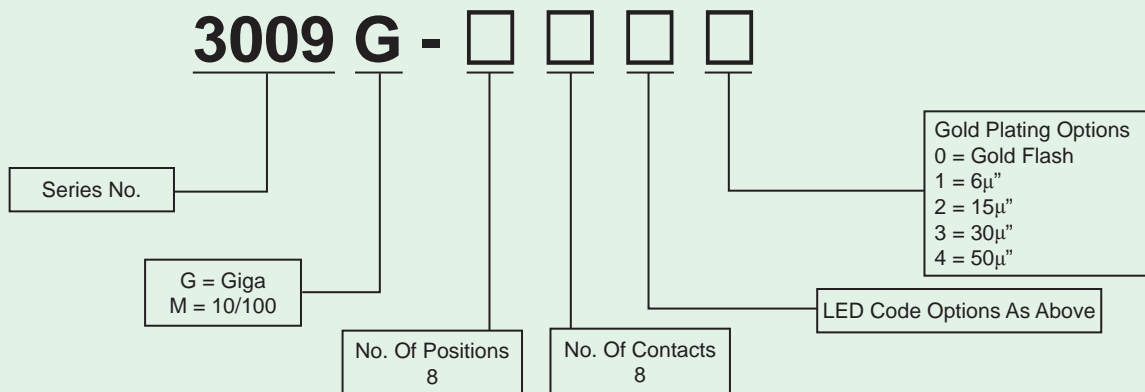 3009 G - □ □ □ □
Gold Plating Options
0 = Gold Flash
1 = 6μ”
2 = 15μ”
3 = 30μ”
4 = 50μ”
Series No.
G = Giga
M = 10/100
LED Code Options As Above
No. Of Positions
8
No. Of Contacts
8